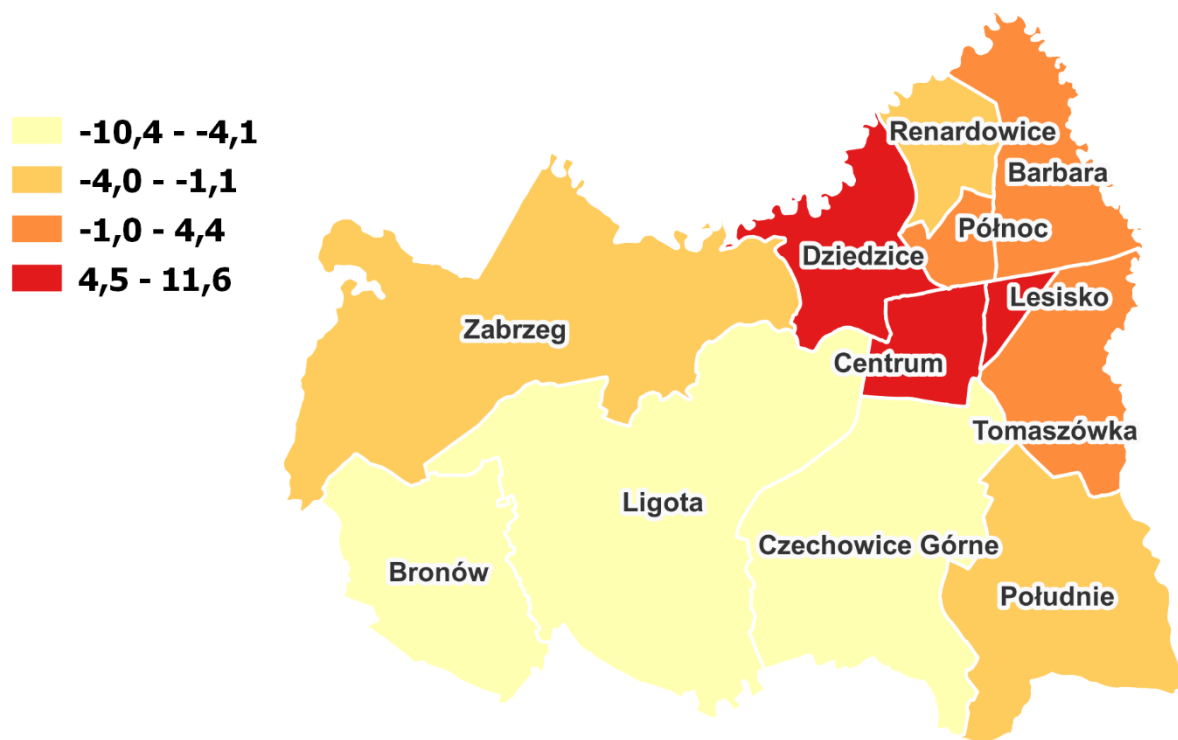 -10,4 - -4,1
-4,0 - -1,1
-1,0 - 4,4
4,5 - 11,6
Renardowice
Barbara
Północ
Dziedzice
Lesisko
Zabrzeg
Centrum
Tomaszówka
Ligota
Czechowice Górne
Bronów
Południe